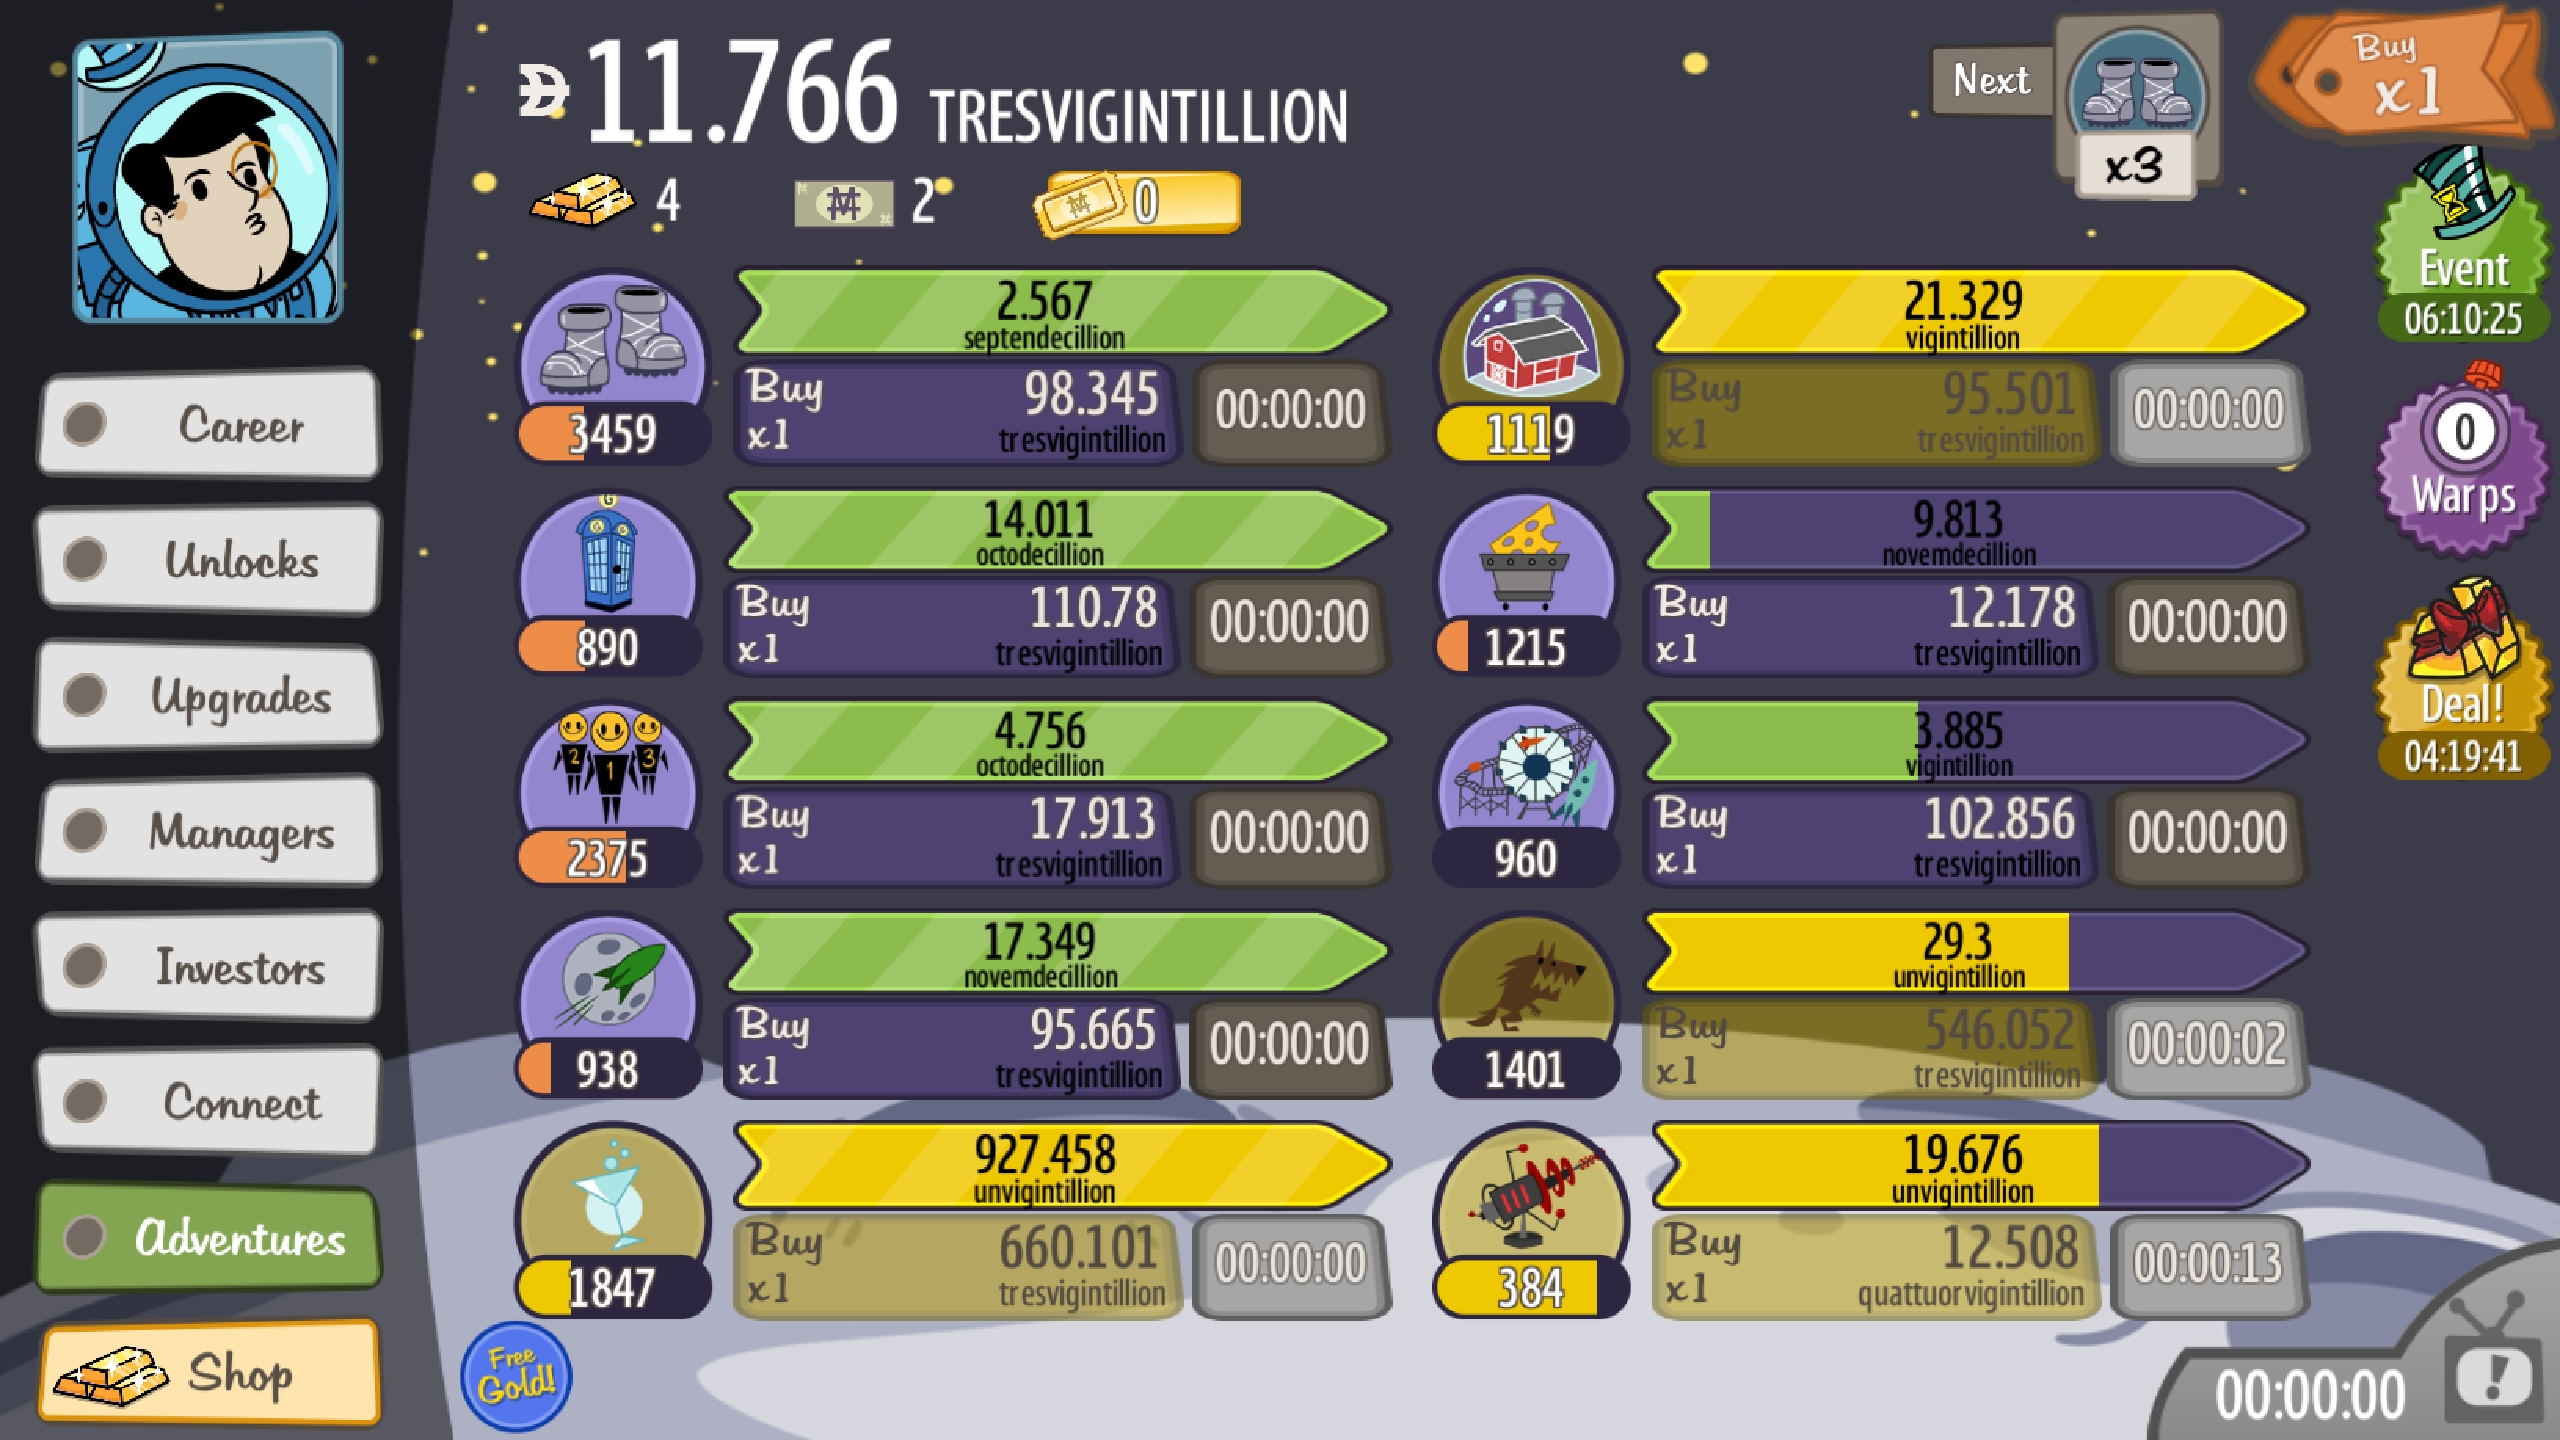 11.766 TRESVIGINTILLION
4
2
0
Next
x3
Buy
x1
Event
06:10:25
0
Warps
Deal!
04:19:41
Career
Unlocks
Upgrades
Managers
Investors
Connect
Adventures
Shop
2.567
septendecillion
3459
Buy
x1
98.345
tresvigintillion
00:00:00
21.329
vigintillion
1119
Buy
x1
95.501
tresvigintillion
00:00:00
14.011
octodecillion
G
890
Buy
x1
110.78
tresvigintillion
00:00:00
9.813
novemdecillion
1215
Buy
x1
12.178
tresvigintillion
00:00:00
4.756
octodecillion
2 1 3
2375
Buy
x1
17.913
tresvigintillion
00:00:00
3.885
vigintillion
960
Buy
x1
102.856
tresvigintillion
00:00:00
17.349
novemdecillion
938
Buy
x1
95.665
tresvigintillion
00:00:00
29.3
unvigintillion
1401
Buy
x1
546.052
tresvigintillion
00:00:02
927.458
unvigintillion
1847
Buy
x1
660.101
tresvigintillion
00:00:00
19.676
unvigintillion
384
Buy
x1
12.508
quattuorvigintillion
00:00:13
Free
Gold!
00:00:00
!